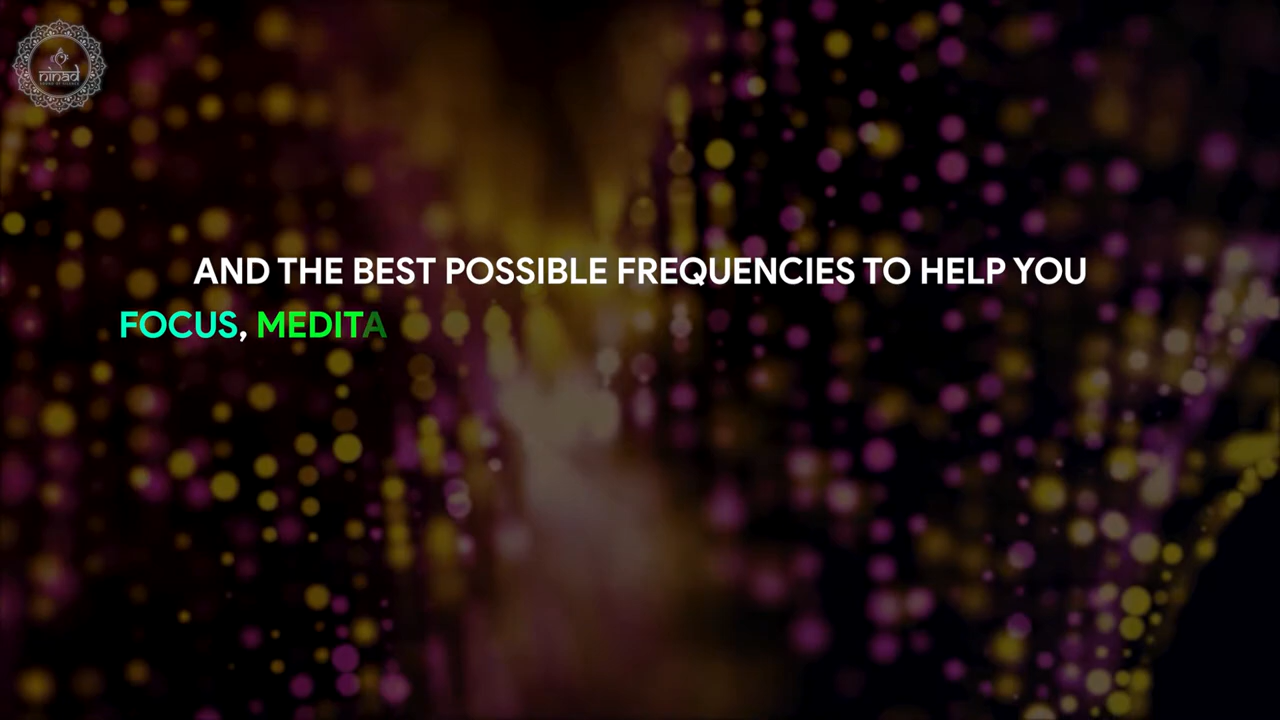 ninad
AND THE BEST POSSIBLE FREQUENCIES TO HELP YOU
FOCUS, MEDITA